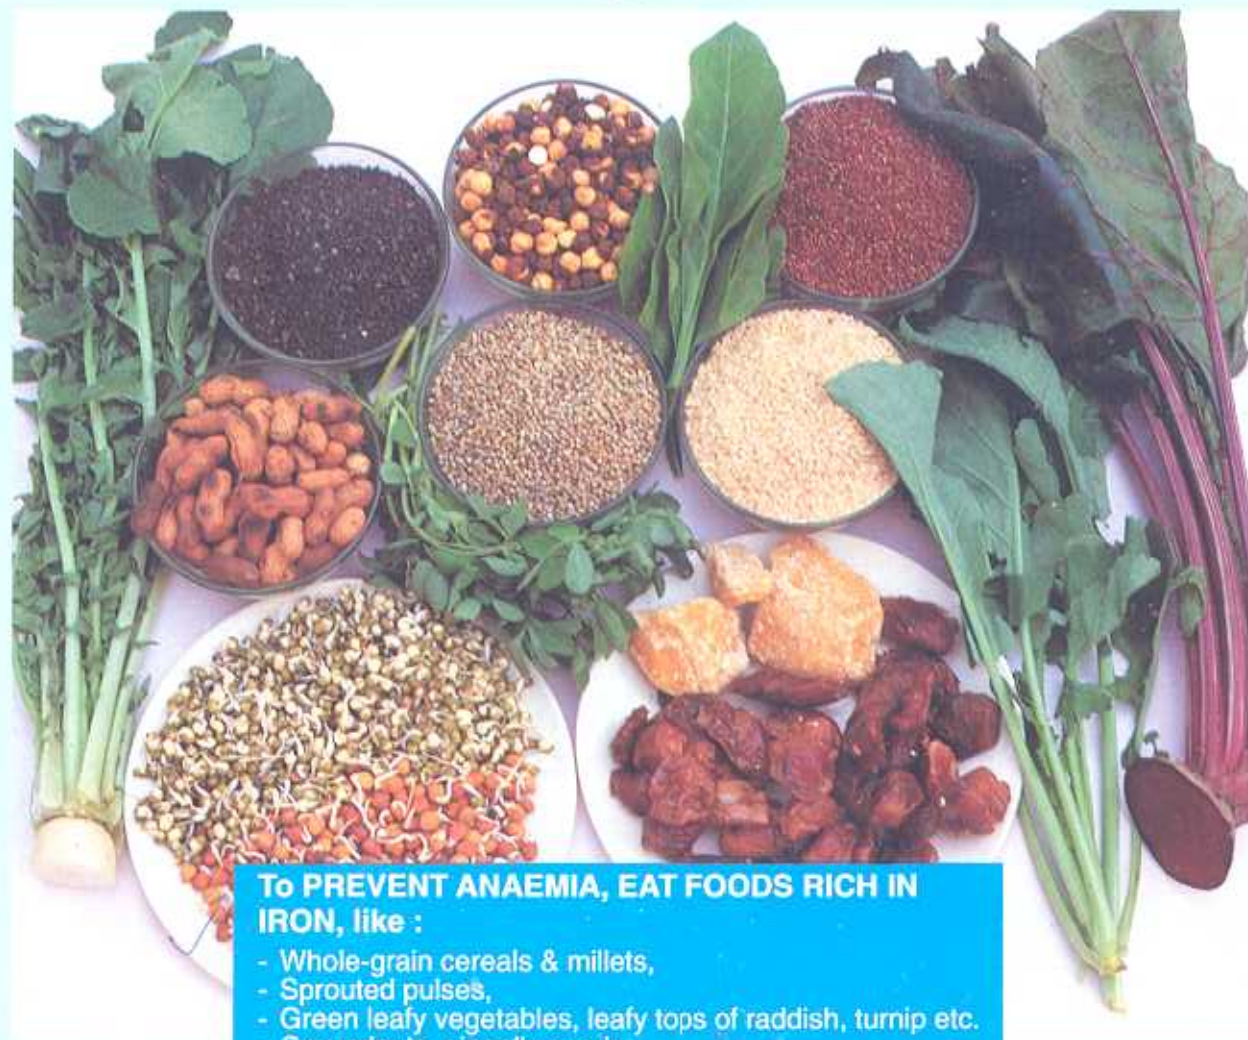 To PREVENT ANAEMIA, EAT FOODS RICH IN
IRON, like :
- Whole-grain cereals & millets,
- Sprouted pulses,
- Green leafy vegetables, leafy tops of raddish, turnip etc.